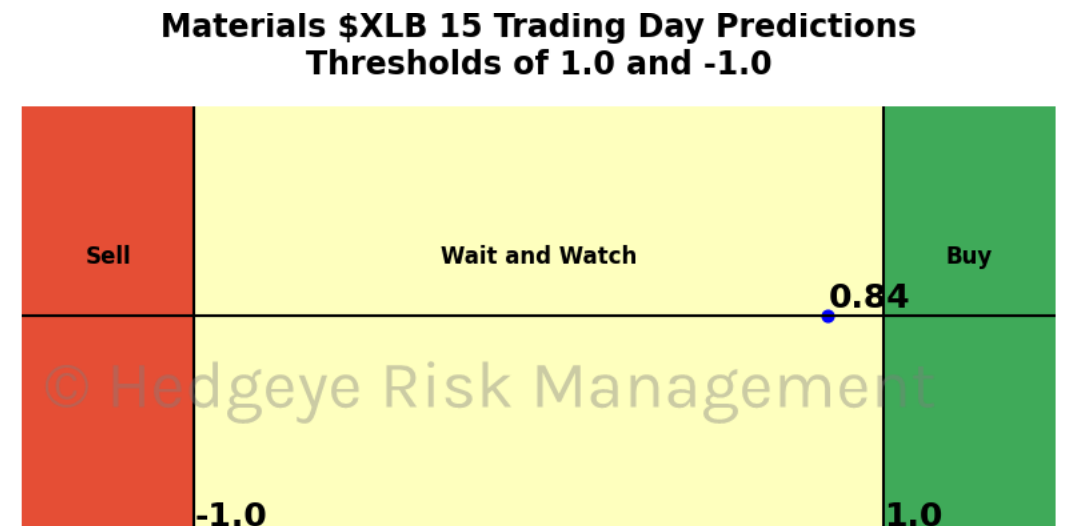 Materials $XLB 15 Trading Day Predictions
Thresholds of 1.0 and -1.0
Sell
Wait and Watch
Buy
0.84
© Hedgeye Risk Management
-1.0
1.0